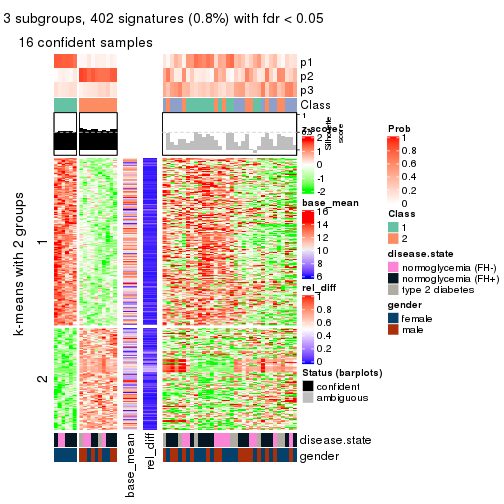 3 subgroups, 402 signatures (0.8%) with fdr < 0.05
16 confident samples
p1
p2
p3
Class
1
0.5
0
Silhouette
score
z-score
2
1
0
-1
-2
base_mean
16
14
12
10
8
6
rel_diff
1
0.8
0.6
0.4
0.2
0
Status (barplots)
confident
ambiguous
Prob
1
0.8
0.6
0.4
0.2
0
Class
1
2
disease.state
normoglycemia (FH-)
normoglycemia (FH+)
type 2 diabetes
gender
female
male
k-means with 2 groups
1
2
disease.state
gender
base_mean
rel_diff